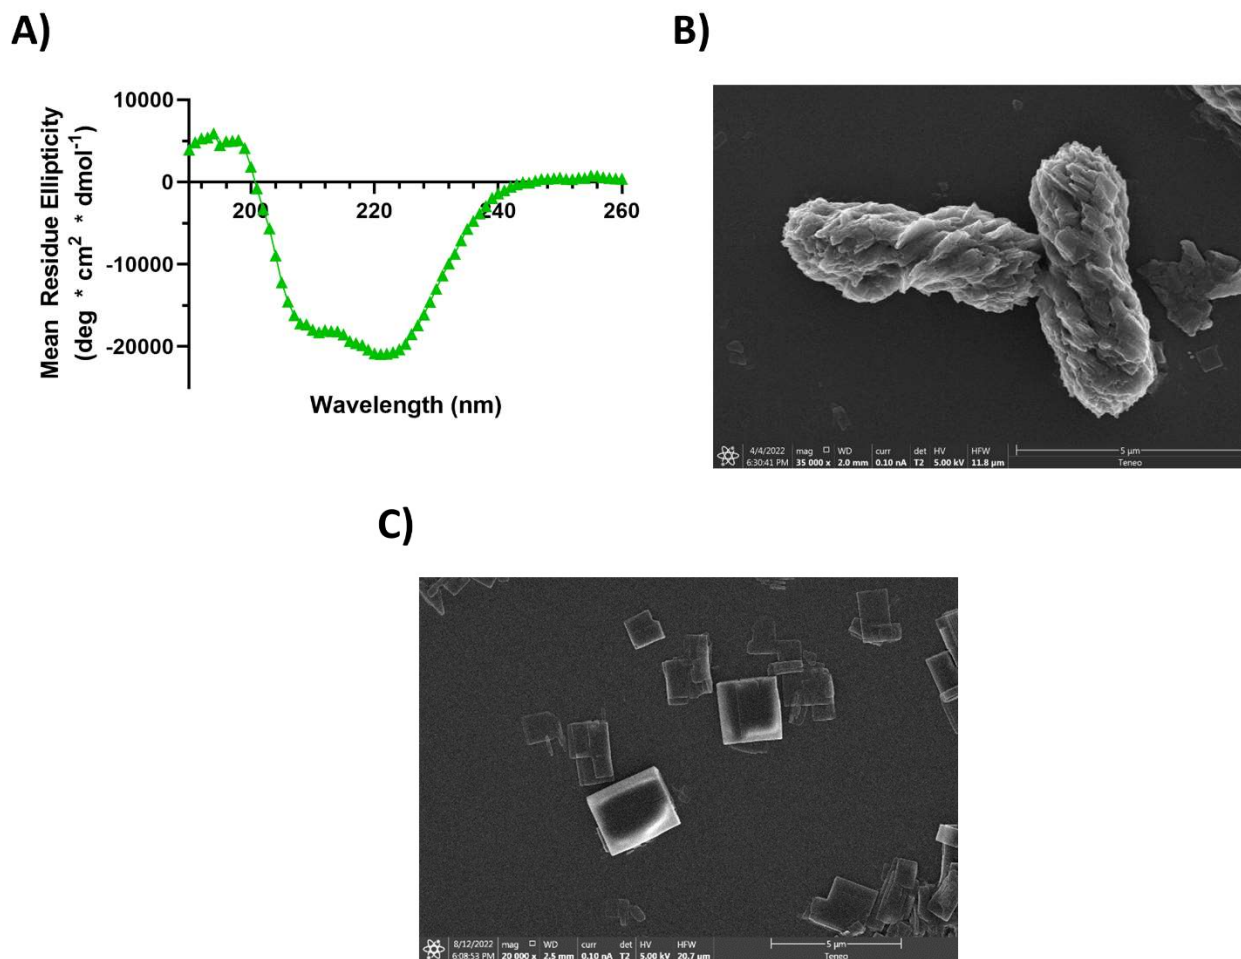 A)
B)
10000
0
-10000
-20000
200
220
240
260
Mean Residue Ellipticity
(deg * cm² * dmol⁻¹)
Wavelength (nm)
4/4/2022 mag WD curr det HV HFW 5 µm
6:30:41 PM 35 000 x 2.0 mm 0.10 nA T2 5.00 kV 11.8 µm Teneo
C)
8/12/2022 mag WD curr det HV HFW 5 µm
6:08:53 PM 20 000 x 2.5 mm 0.10 nA T2 5.00 kV 20.7 µm Teneo